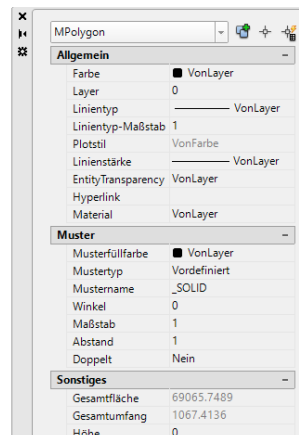 MPolygon
Allgemein
Farbe VonLayer
Layer 0
Linientyp VonLayer
Linientyp-Maßstab 1
Plotstil VonFarbe
Linienstärke VonLayer
EntityTransparency VonLayer
Hyperlink
Material VonLayer
Muster
Musterfüllfarbe VonLayer
Mustertyp Vordefiniert
Mustername _SOLID
Winkel 0
Maßstab 1
Abstand 1
Doppelt Nein
Sonstiges
Gesamtfläche 69065.7489
Gesamtumfang 1067.4136
Höhe 0